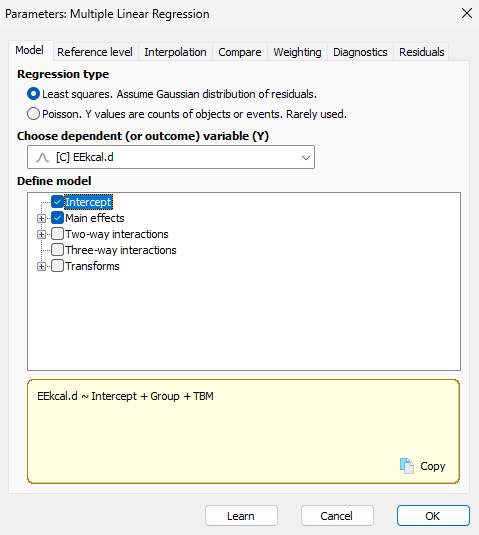 Parameters: Multiple Linear Regression
Model Reference level Interpolation Compare Weighting Diagnostics Residuals
Regression type
Least squares. Assume Gaussian distribution of residuals.
Poisson. Y values are counts of objects or events. Rarely used.
Choose dependent (or outcome) variable (Y)
[C] EEkcal.d
Define model
Intercept
Main effects
Two-way interactions
Three-way interactions
Transforms
EEkcal.d ~ Intercept + Group + TBM
Copy
Learn Cancel OK